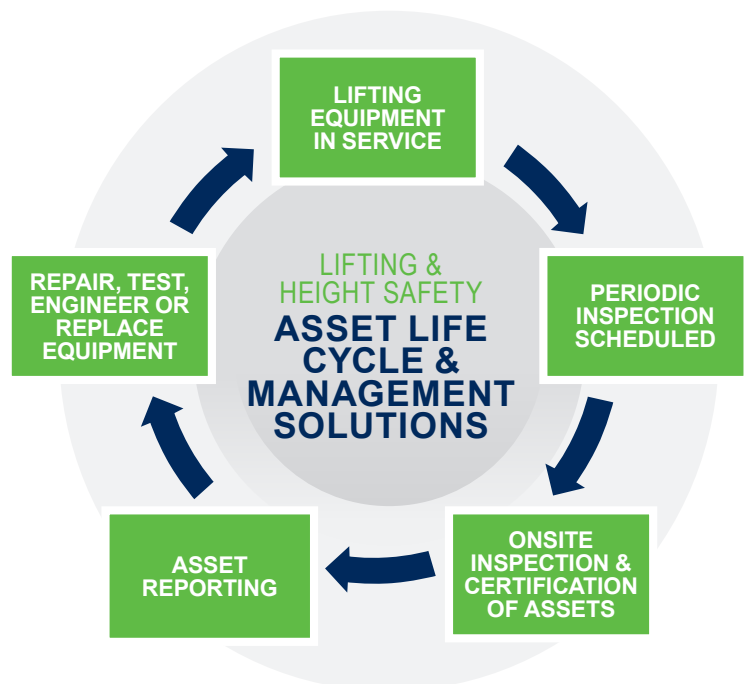 LIFTING
EQUIPMENT
IN SERVICE
PERIODIC
INSPECTION
SCHEDULED
ONSITE
INSPECTION &
CERTIFICATION
OF ASSETS
ASSET
REPORTING
REPAIR, TEST,
ENGINEER OR
REPLACE
EQUIPMENT
LIFTING &
HEIGHT SAFETY
ASSET LIFE
CYCLE &
MANAGEMENT
SOLUTIONS